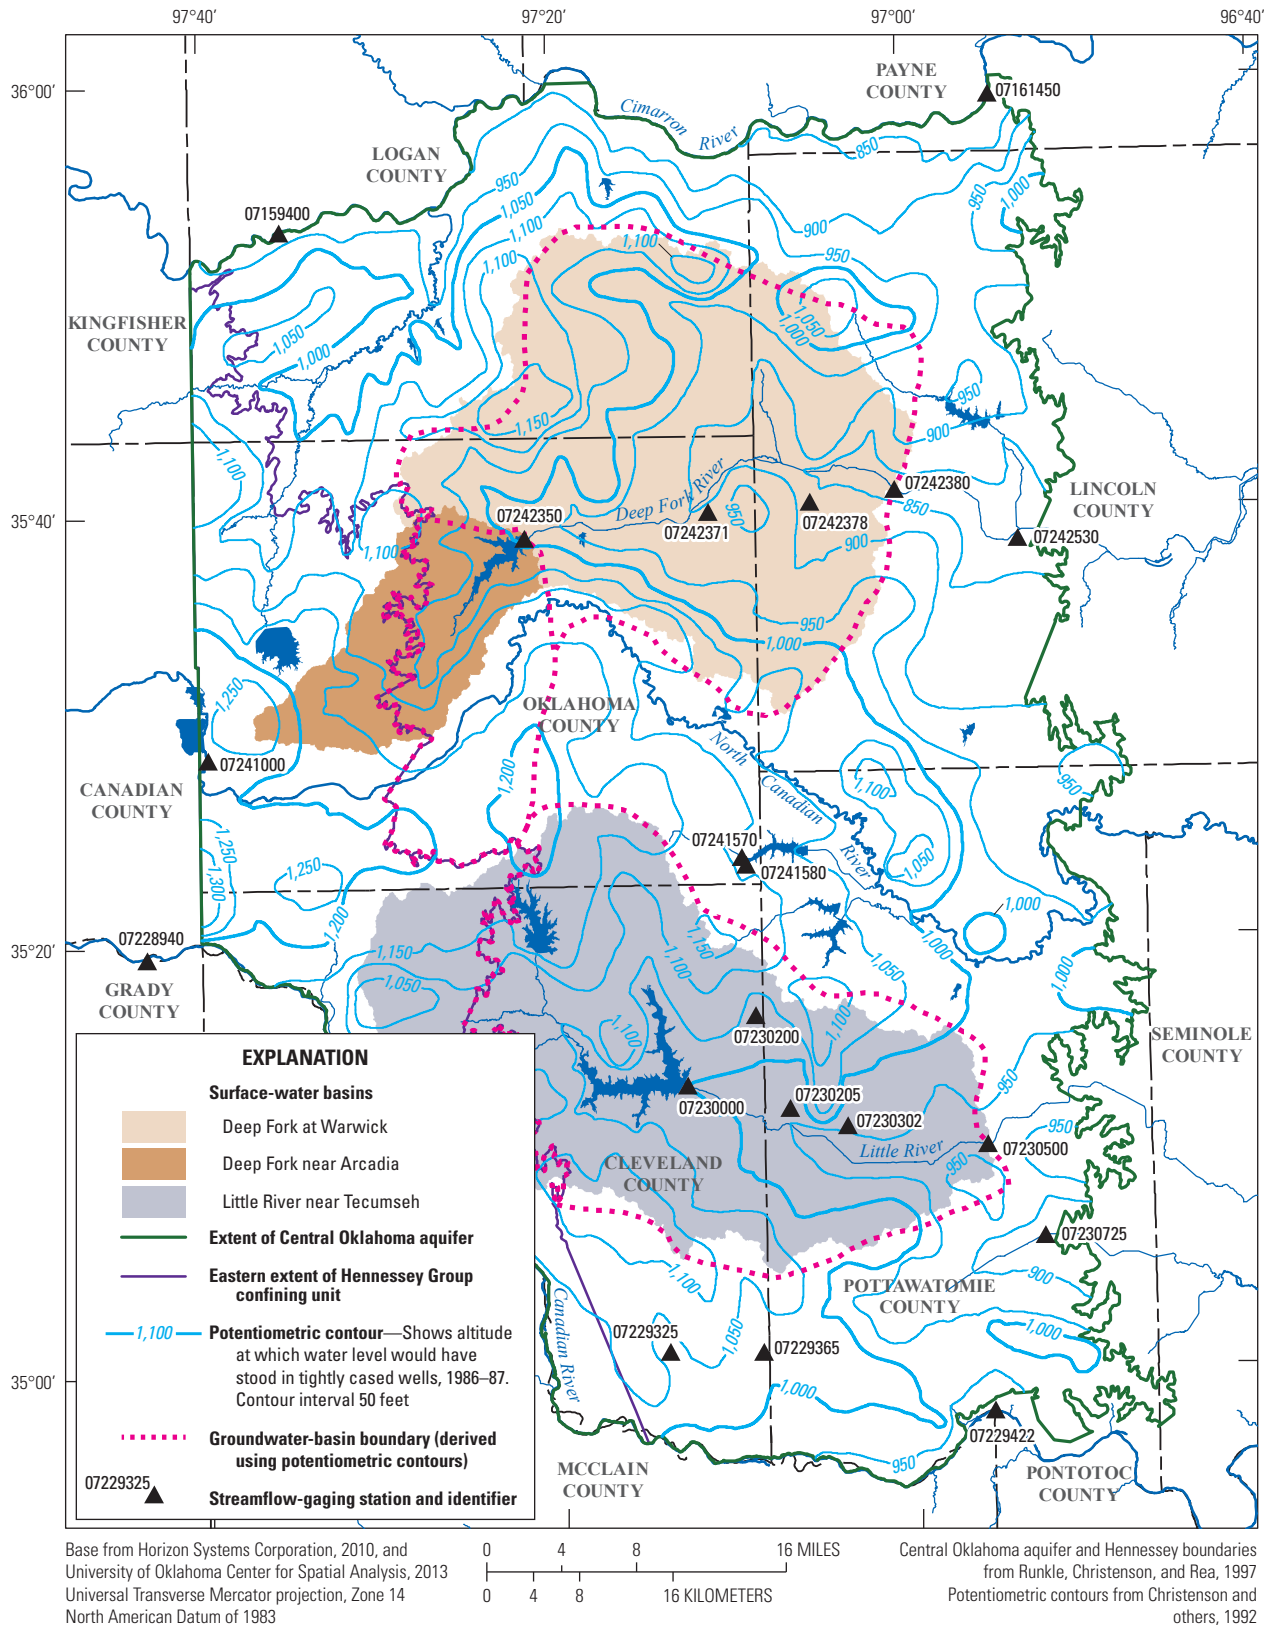 97°40′
97°20′
97°00′
96°40′
36°00′
35°40′
35°20′
35°00′
PAYNE
COUNTY
07161450
Cimarron
River
850
LOGAN
COUNTY
950
1,050
1,100
1,100
950
1,000
07159400
900
950
1,100
KINGFISHER
COUNTY
1,050
1,000
1,050
1,000
950
900
1,150
1,100
07242380
LINCOLN
COUNTY
850
07242350
Deep Fork River
950
07242371
07242378
900
07242530
1,100
950
1,000
1,250
OKLAHOMA
COUNTY
North
Canadian
River
07241000
1,200
1,100
950
CANADIAN
COUNTY
1,250
1,300
1,250
1,200
07241570
07241580
1,050
1,000
1,000
07228940
1,150
1,050
1,150
1,100
1,050
1,000
GRADY
COUNTY
1,100
1,100
07230200
SEMINOLE
COUNTY
950
07230000
07230205
07230302
950
Little River
950
07230500
CLEVELAND
COUNTY
07230725
1,100
POTTAWATOMIE
COUNTY
900
1,000
Canadian River
07229325
1,050
07229365
1,000
07229422
950
MCCLAIN
COUNTY
PONTOTOC
COUNTY
EXPLANATION
Surface-water basins
Deep Fork at Warwick
Deep Fork near Arcadia
Little River near Tecumseh
Extent of Central Oklahoma aquifer
Eastern extent of Hennessey Group
confining unit
1,100
Potentiometric contour—Shows altitude
at which water level would have
stood in tightly cased wells, 1986–87.
Contour interval 50 feet
Groundwater-basin boundary (derived
using potentiometric contours)
07229325
Streamflow-gaging station and identifier
Base from Horizon Systems Corporation, 2010, and
University of Oklahoma Center for Spatial Analysis, 2013
Universal Transverse Mercator projection, Zone 14
North American Datum of 1983
0 4 8 16 MILES
0 4 8 16 KILOMETERS
Central Oklahoma aquifer and Hennessey boundaries
from Runkle, Christenson, and Rea, 1997
Potentiometric contours from Christenson and
others, 1992